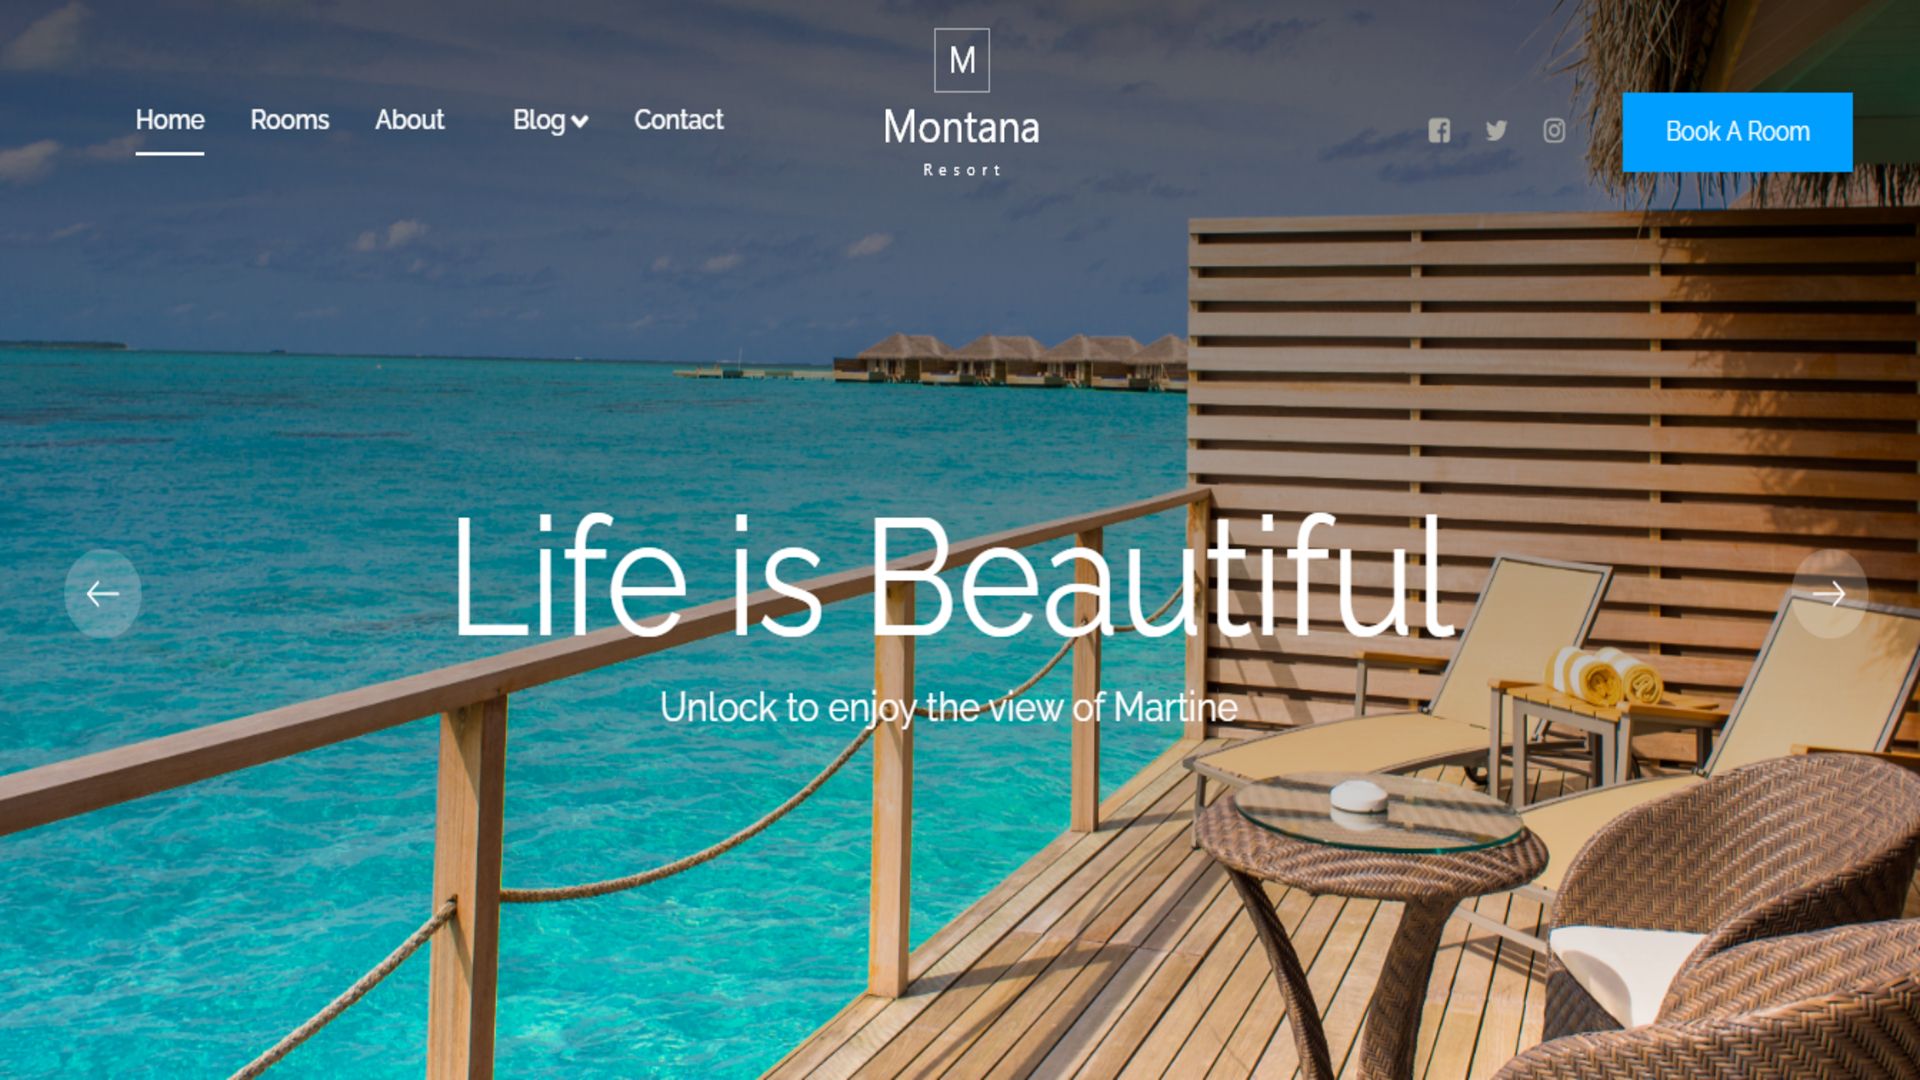 M
Montana
Resort
Home Rooms About Blog Contact
Book A Room
Life is Beautiful
Unlock to enjoy the view of Martine